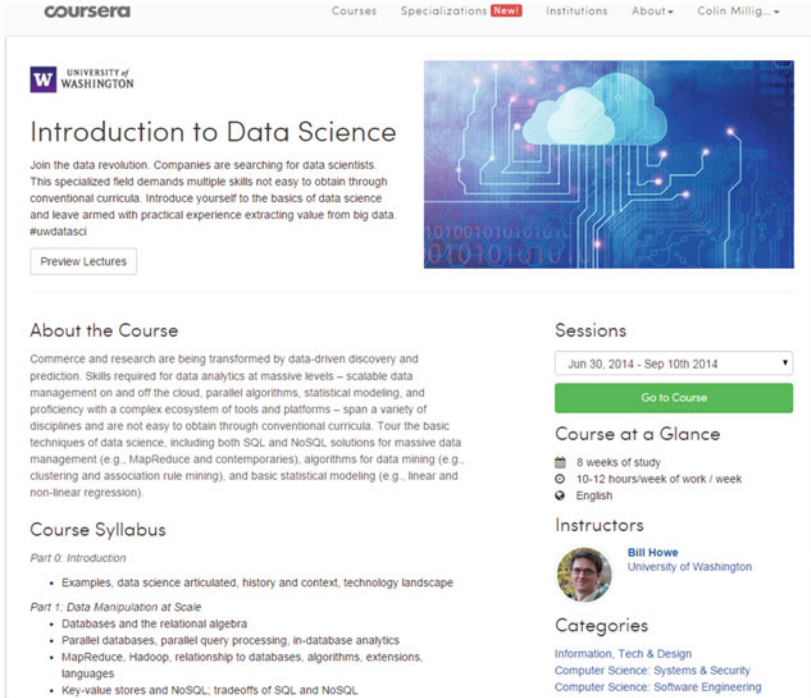 coursera
Courses Specializations New! Institutions About Colin Millig...
W UNIVERSITY of
WASHINGTON
Introduction to Data Science
Join the data revolution. Companies are searching for data scientists.
This specialized field demands multiple skills not easy to obtain through
conventional curricula. Introduce yourself to the basics of data science
and leave armed with practical experience extracting value from big data.
#uwdatasci
Preview Lectures
About the Course
Commerce and research are being transformed by data-driven discovery and
prediction. Skills required for data analytics at massive levels – scalable data
management on and off the cloud, parallel algorithms, statistical modeling, and
proficiency with a complex ecosystem of tools and platforms – span a variety of
disciplines and are not easy to obtain through conventional curricula. Tour the basic
techniques of data science, including both SQL and NoSQL solutions for massive data
management (e.g., MapReduce and contemporaries), algorithms for data mining (e.g.,
clustering and association rule mining), and basic statistical modeling (e.g., linear and
non-linear regression).
Course Syllabus
Part 0: Introduction
• Examples, data science articulated, history and context, technology landscape
Part 1: Data Manipulation at Scale
• Databases and the relational algebra
• Parallel databases, parallel query processing, in-database analytics
• MapReduce, Hadoop, relationship to databases, algorithms, extensions,
languages
• Key-value stores and NoSQL; tradeoffs of SQL and NoSQL
Sessions
Jun 30, 2014 - Sep 10th 2014
Go to Course
Course at a Glance
8 weeks of study
10-12 hours/week of work / week
English
Instructors
Bill Howe
University of Washington
Categories
Information, Tech & Design
Computer Science: Systems & Security
Computer Science: Software Engineering